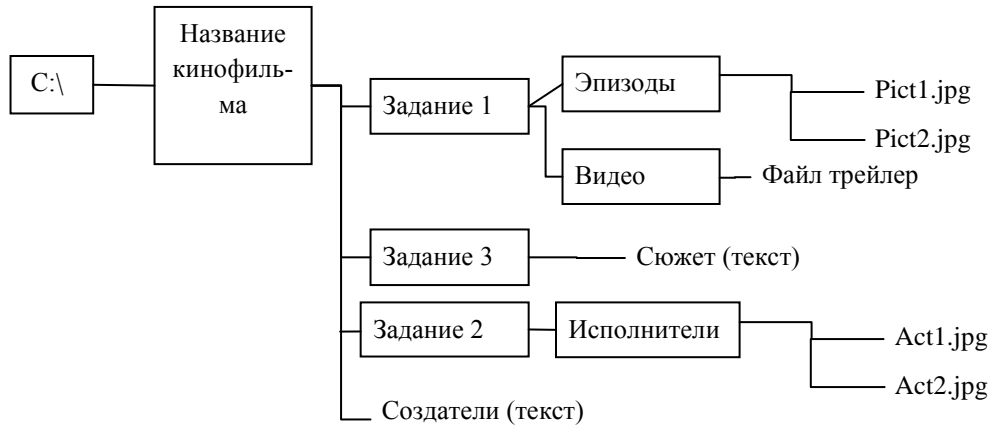 C:\
Название
кинофиль-
ма
Задание 1
Эпизоды
Pict1.jpg
Pict2.jpg
Видео
Файл трейлер
Задание 3
Сюжет (текст)
Задание 2
Исполнители
Act1.jpg
Act2.jpg
Создатели (текст)